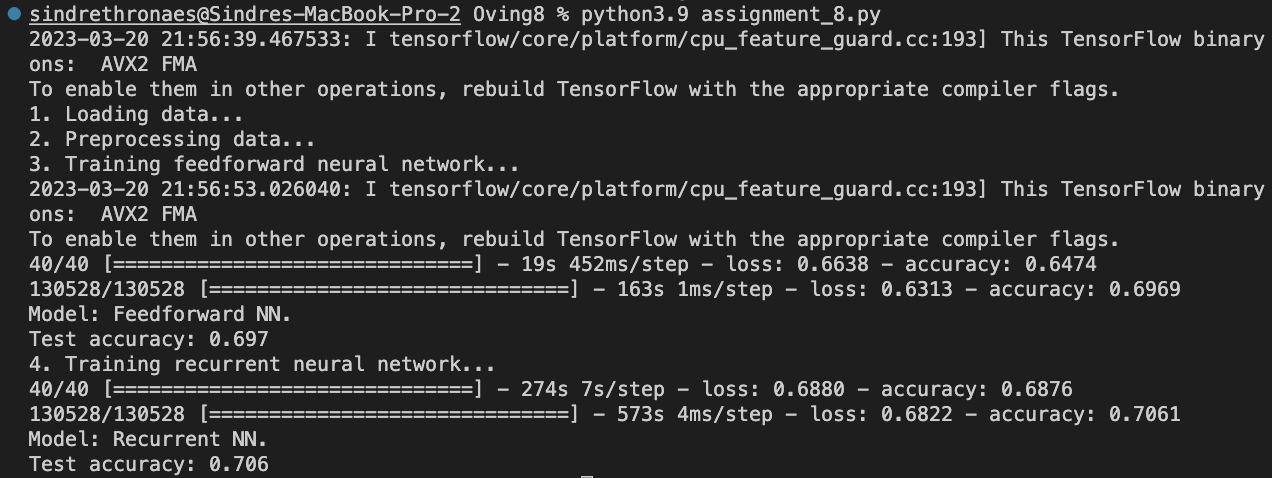 sindrethronaes@Sindres-MacBook-Pro-2 Oving8 % python3.9 assignment_8.py
2023-03-20 21:56:39.467533: I tensorflow/core/platform/cpu_feature_guard.cc:193] This TensorFlow binary
ons:  AVX2 FMA
To enable them in other operations, rebuild TensorFlow with the appropriate compiler flags.
1. Loading data...
2. Preprocessing data...
3. Training feedforward neural network...
2023-03-20 21:56:53.026040: I tensorflow/core/platform/cpu_feature_guard.cc:193] This TensorFlow binary
ons:  AVX2 FMA
To enable them in other operations, rebuild TensorFlow with the appropriate compiler flags.
40/40 [==============================] - 19s 452ms/step - loss: 0.6638 - accuracy: 0.6474
130528/130528 [==============================] - 163s 1ms/step - loss: 0.6313 - accuracy: 0.6969
Model: Feedforward NN.
Test accuracy: 0.697
4. Training recurrent neural network...
40/40 [==============================] - 274s 7s/step - loss: 0.6880 - accuracy: 0.6876
130528/130528 [==============================] - 573s 4ms/step - loss: 0.6822 - accuracy: 0.7061
Model: Recurrent NN.
Test accuracy: 0.706